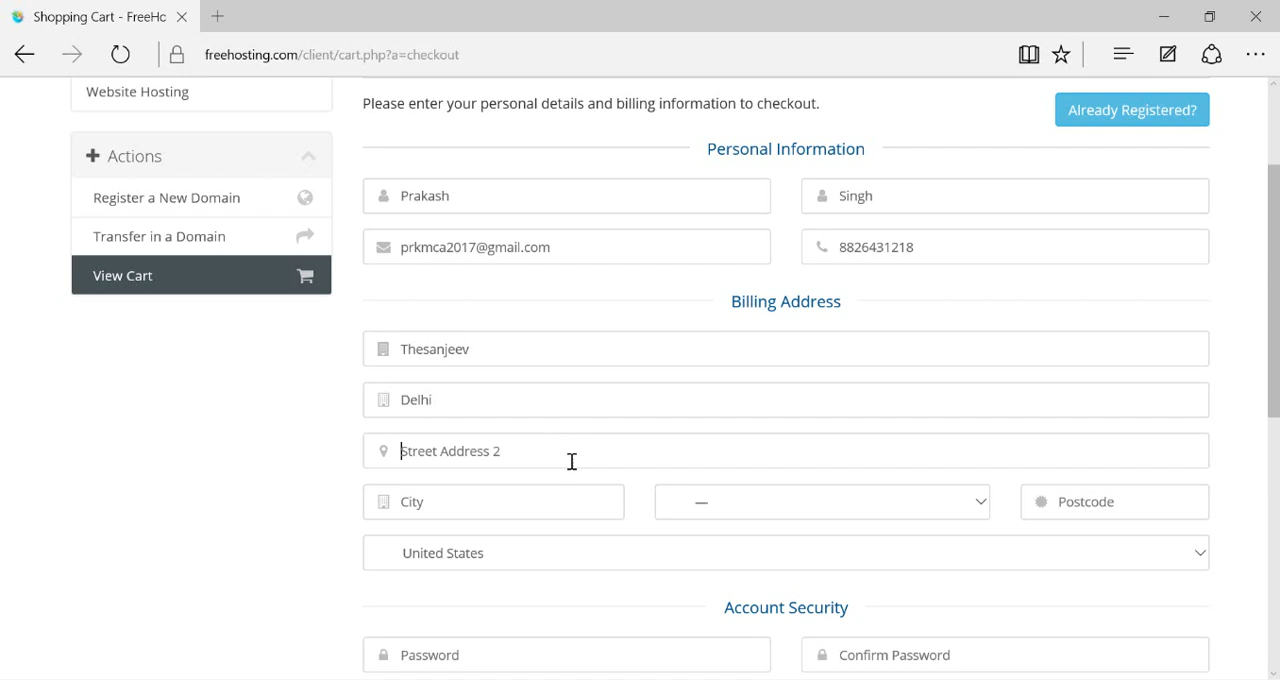 Shopping Cart - FreeHc
freehosting.com/client/cart.php?a=checkout
Website Hosting
Actions
Register a New Domain
Transfer in a Domain
View Cart
Please enter your personal details and billing information to checkout.
Already Registered?
Personal Information
Prakash
Singh
prkmca2017@gmail.com
8826431218
Billing Address
Thesanjeev
Delhi
Street Address 2
City
—
Postcode
United States
Account Security
Password
Confirm Password